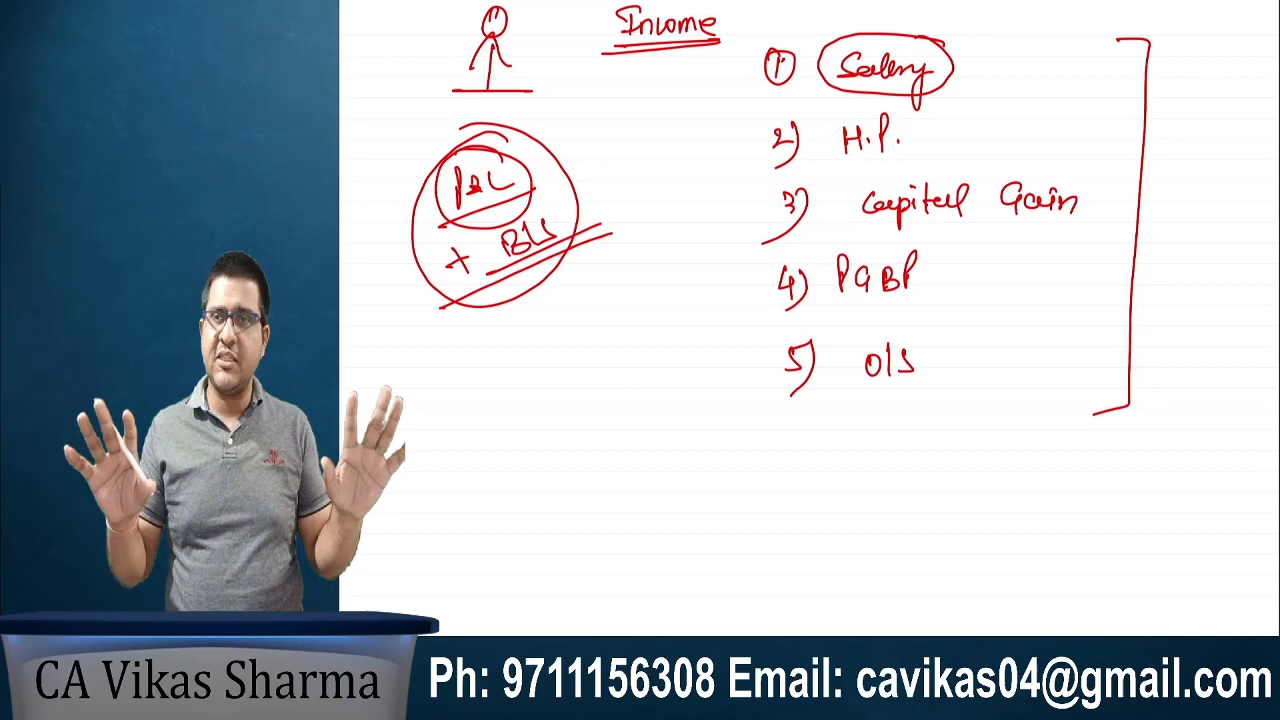 Income
① Salary
2) H.P.
3) Capital Gain
4) PGBP
5) O/S
P&L
+ B/S
CA Vikas Sharma
Ph: 9711156308 Email: cavikas04@gmail.com